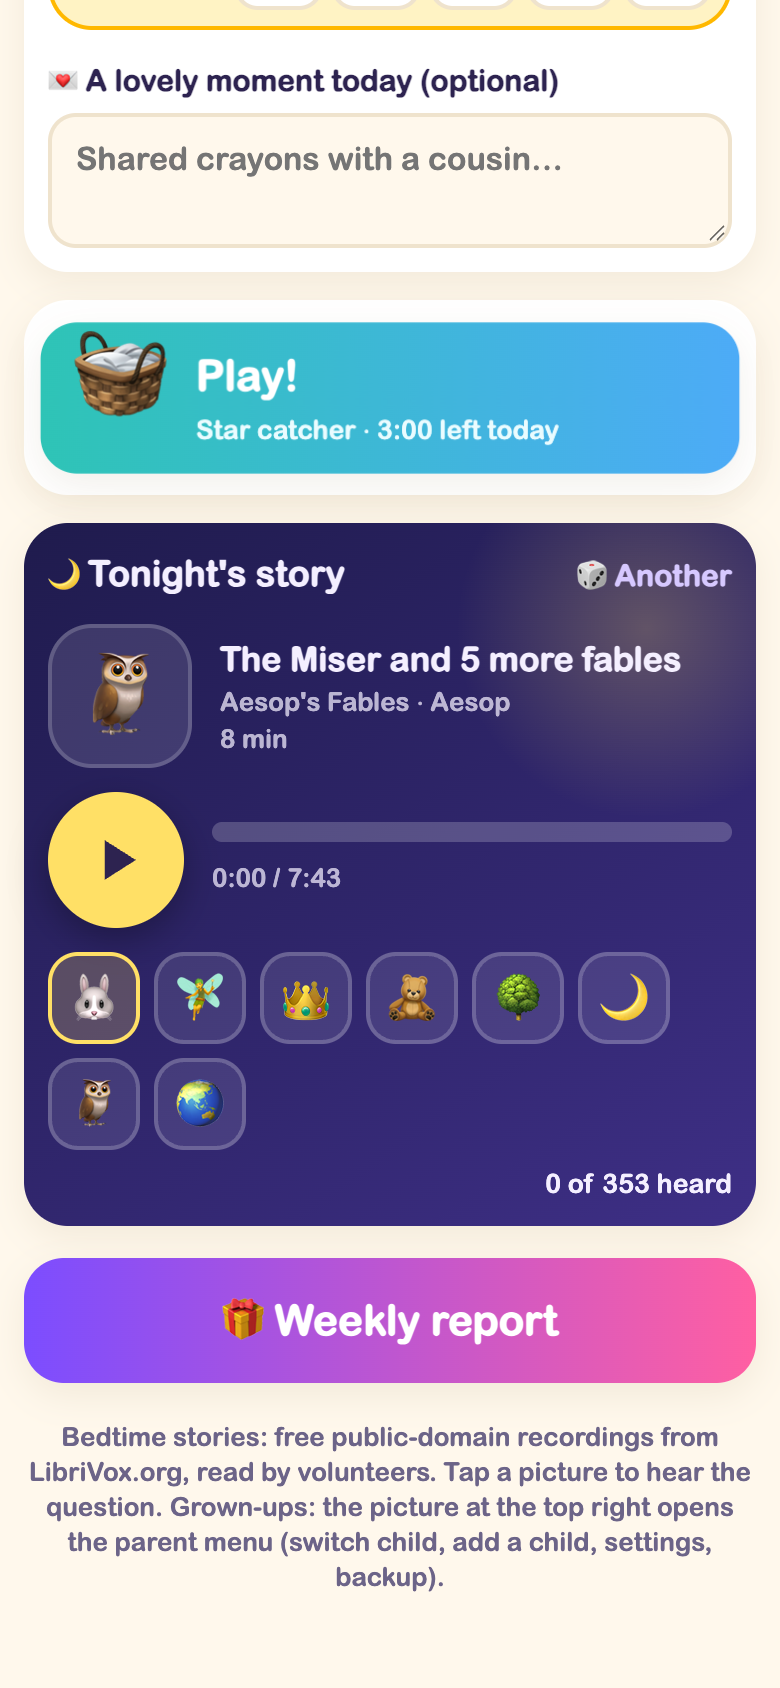 A lovely moment today (optional)
Shared crayons with a cousin...
Play!
Star catcher · 3:00 left today
Tonight's story
Another
The Miser and 5 more fables
Aesop's Fables · Aesop
8 min
0:00 / 7:43
0 of 353 heard
Weekly report
Bedtime stories: free public-domain recordings from
LibriVox.org, read by volunteers. Tap a picture to hear the
question. Grown-ups: the picture at the top right opens
the parent menu (switch child, add a child, settings,
backup).